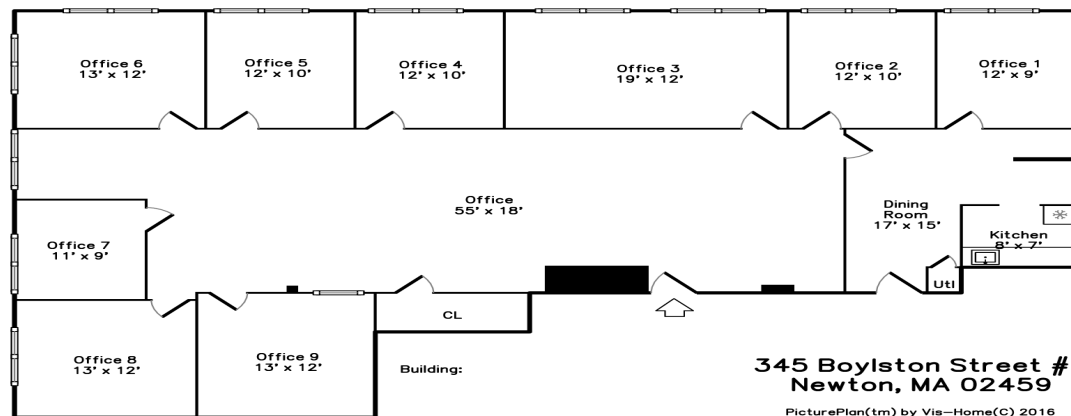 Office 6
13' x 12'
Office 5
12' x 10'
Office 4
12' x 10'
Office 3
19' x 12'
Office 2
12' x 10'
Office 1
12' x 9'
Office
55' x 18'
Dining
Room
17' x 15'
Kitchen
8' x 7'
Office 7
11' x 9'
Utl
CL
Office 8
13' x 12'
Office 9
13' x 12'
Building:
345 Boylston Street #
Newton, MA 02459
PicturePlan(tm) by Vis-Home(C) 2016